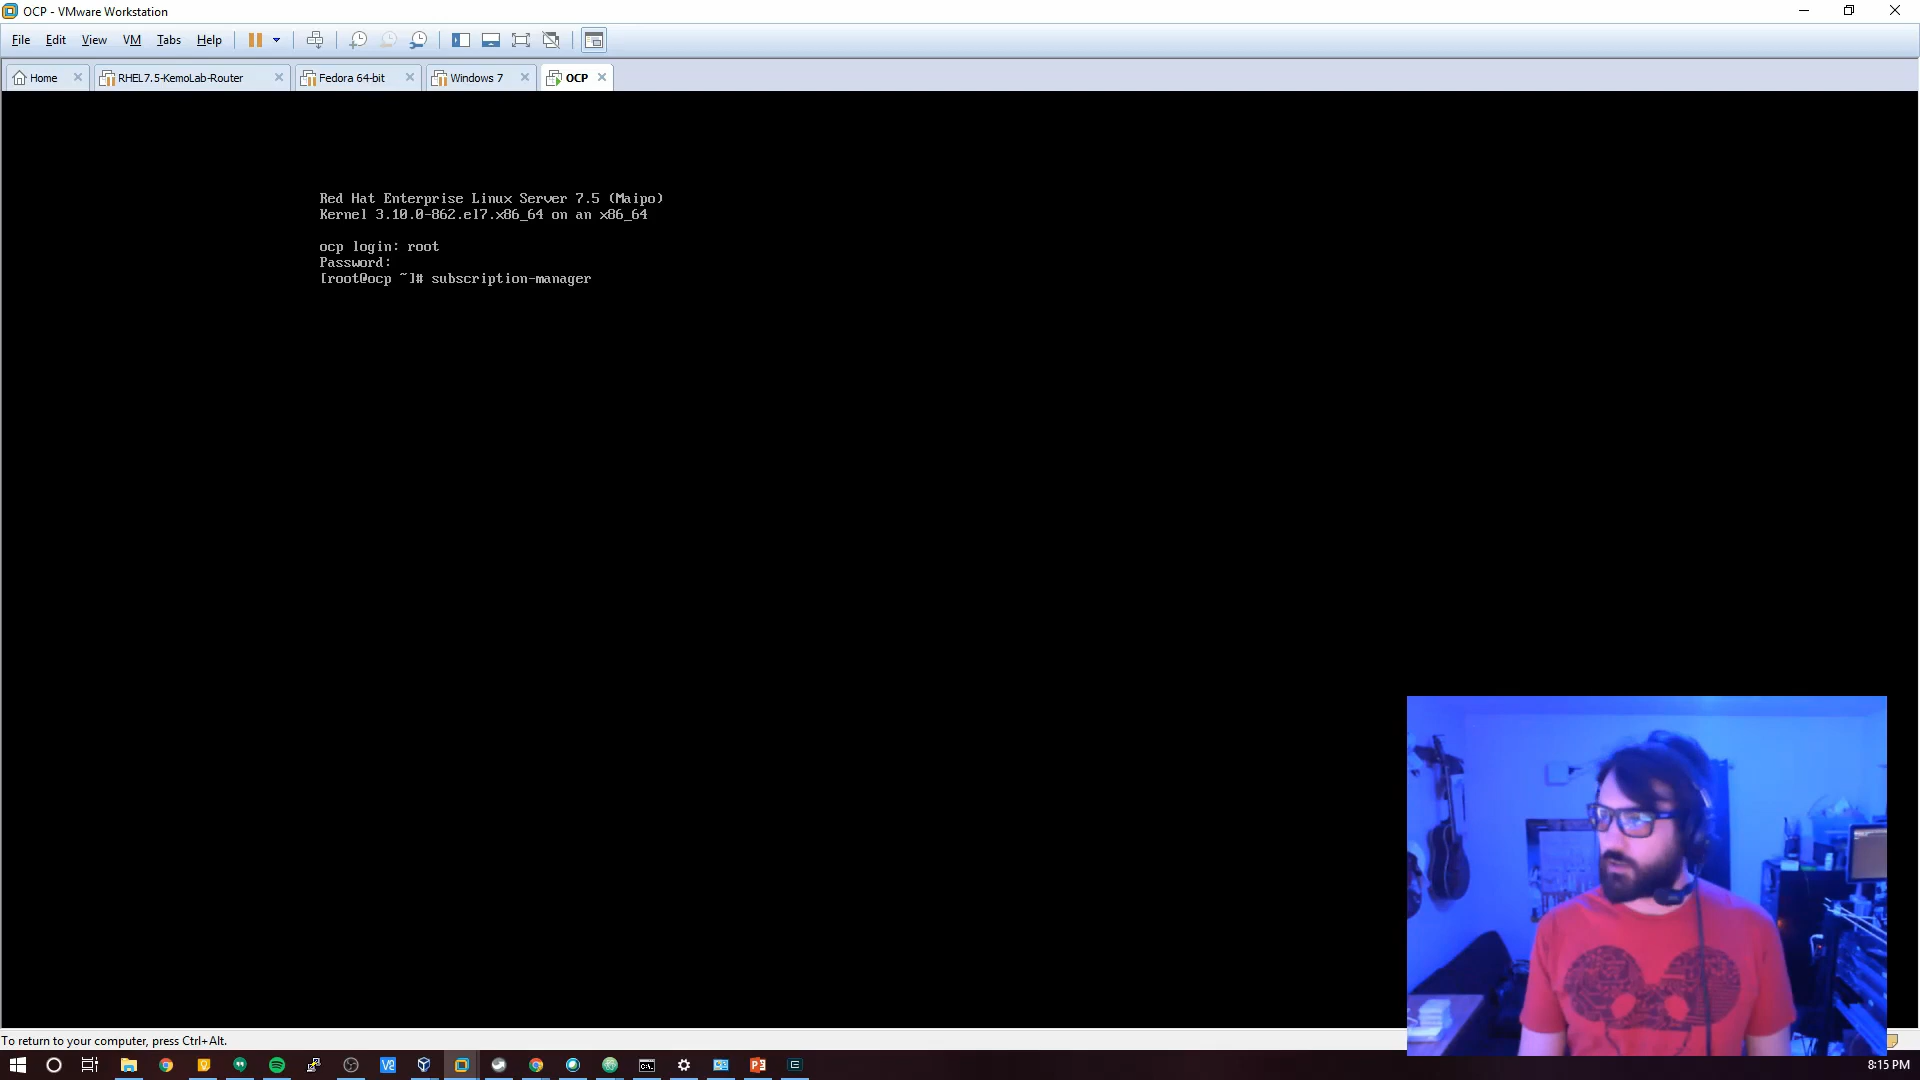 OCP - VMware Workstation
File Edit View VM Tabs Help
Home RHEL7.5-KemoLab-Router Fedora 64-bit Windows 7 OCP
Red Hat Enterprise Linux Server 7.5 (Maipo)
Kernel 3.10.0-862.el7.x86_64 on an x86_64
ocp login: root
Password:
[root@ocp ~]# subscription-manager
To return to your computer, press Ctrl+Alt.
8:15 PM